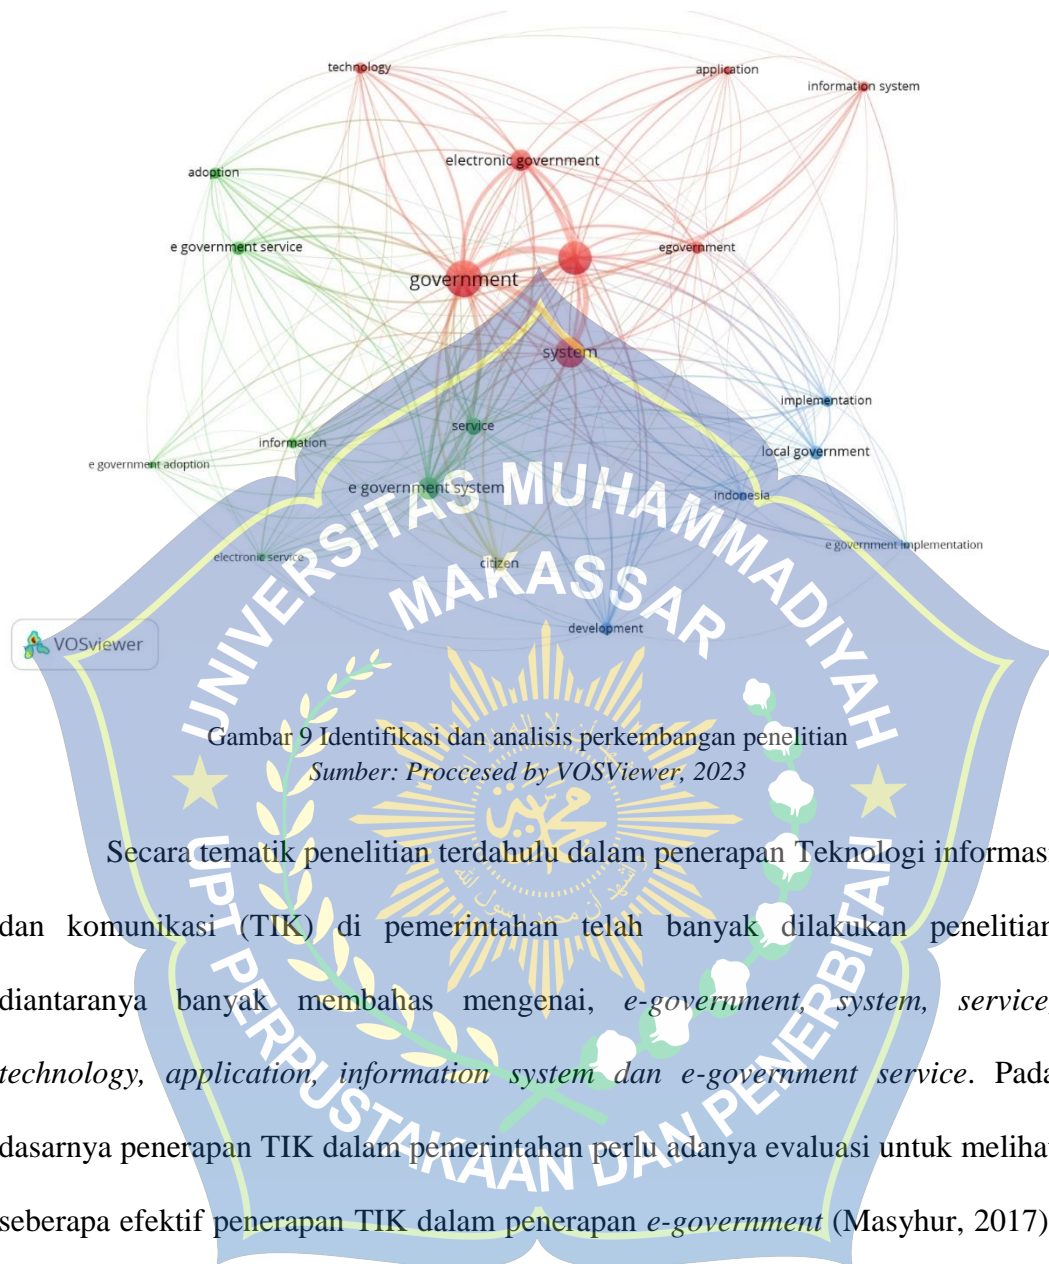 technology
application
information system
electronic government
adoption
e government service
egovernment
government
system
implementation
service
information
local government
e government adoption
e government system
indonesia
e government implementation
electronic service
citizen
development
VOSviewer
UNIVERSITAS MUHAMMADIYAH
MAKASSAR
UPT PERPUSTAKAAN DAN PENERBITAN
Gambar 9 Identifikasi dan analisis perkembangan penelitian
Sumber: Proccesed by VOSViewer, 2023
Secara tematik penelitian terdahulu dalam penerapan Teknologi informasi
dan komunikasi (TIK) di pemerintahan telah banyak dilakukan penelitian
diantaranya banyak membahas mengenai, e-government, system, service,
technology, application, information system dan e-government service. Pada
dasarnya penerapan TIK dalam pemerintahan perlu adanya evaluasi untuk melihat
seberapa efektif penerapan TIK dalam penerapan e-government (Masyhur, 2017)